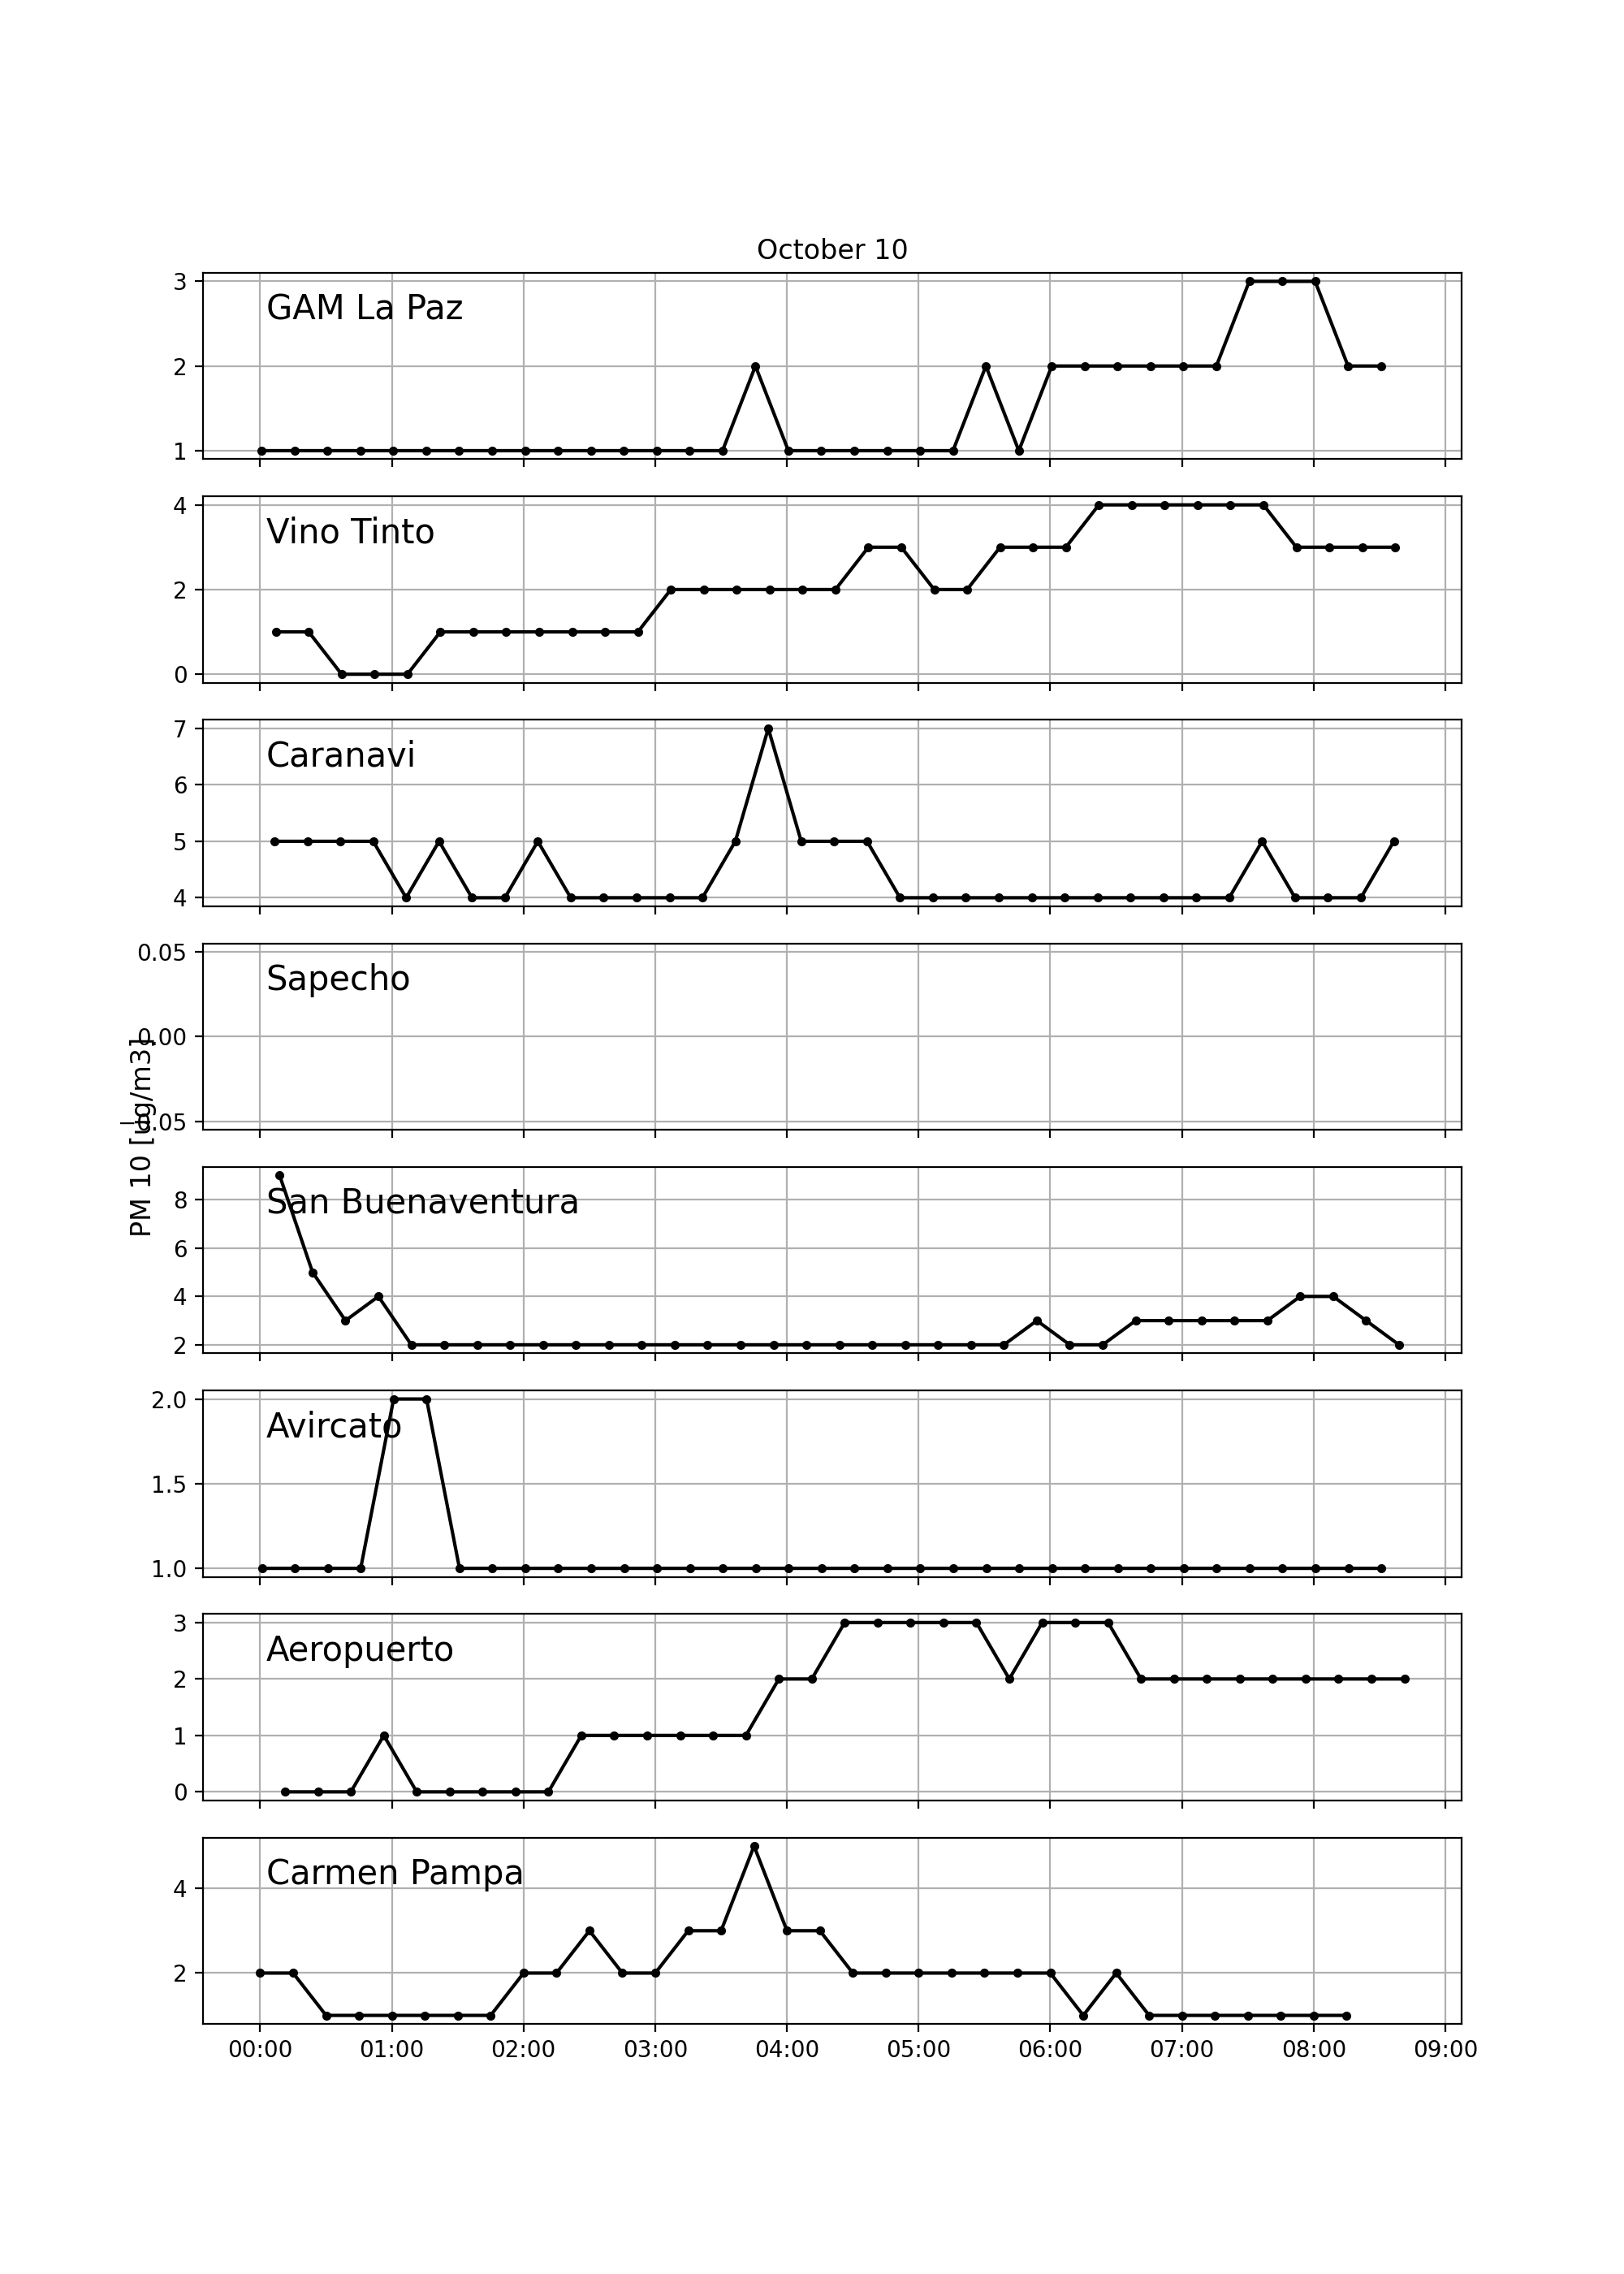 October 10
3
GAM La Paz
2
1
4
Vino Tinto
2
0
7
Caranavi
6
5
4
0.05
Sapecho
0.00
−0.05
PM 10 [ug/m3]
8
San Buenaventura
6
4
2
2.0
Avircato
1.5
1.0
3
Aeropuerto
2
1
0
Carmen Pampa
4
2
00:00 01:00 02:00 03:00 04:00 05:00 06:00 07:00 08:00 09:00